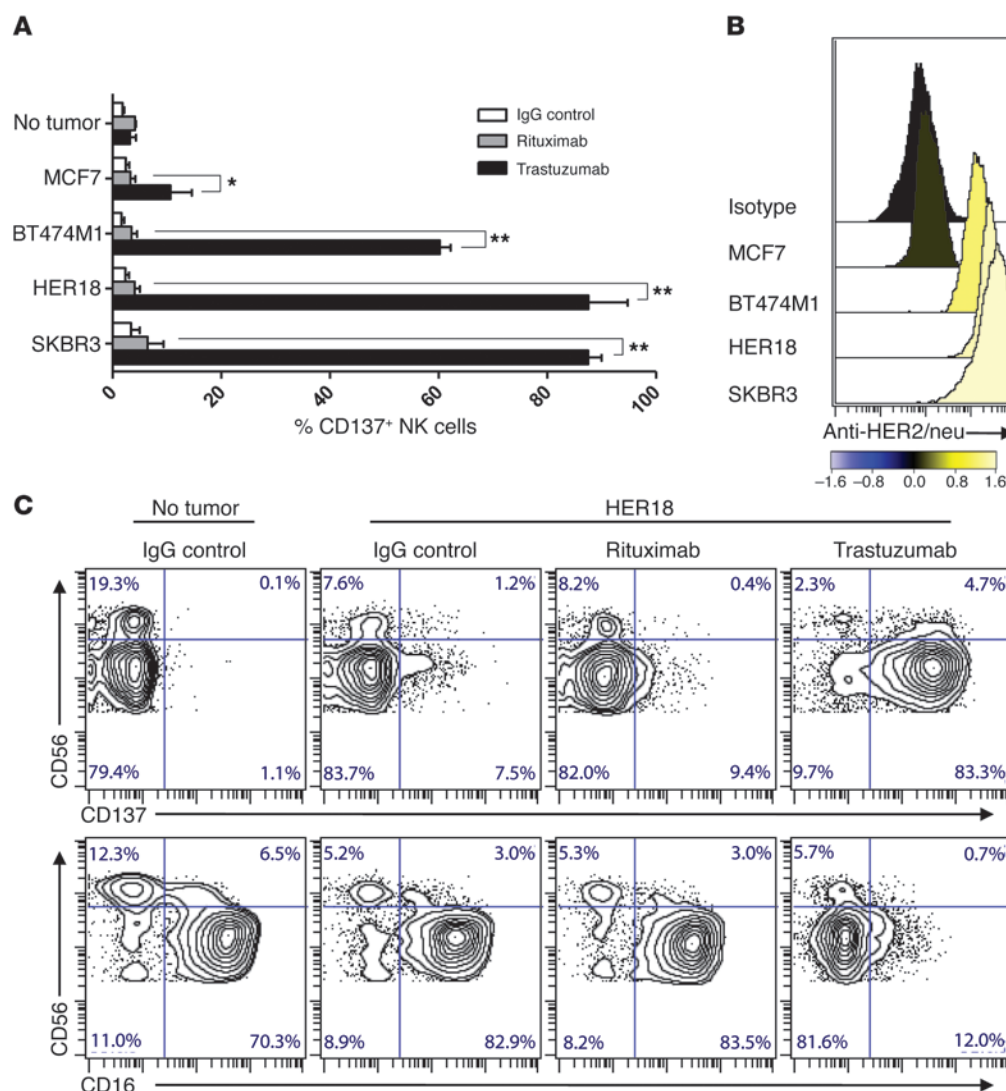 A
No tumor
MCF7
BT474M1
HER18
SKBR3
IgG control
Rituximab
Trastuzumab
*
**
**
**
0 20 40 60 80 100
% CD137⁺ NK cells
B
Isotype
MCF7
BT474M1
HER18
SKBR3
Anti-HER2/neu
−1.6 −0.8 0.0 0.8 1.6
C
No tumor HER18
IgG control IgG control Rituximab Trastuzumab
19.3% 0.1% 7.6% 1.2% 8.2% 0.4% 2.3% 4.7%
CD56
79.4% 1.1% 83.7% 7.5% 82.0% 9.4% 9.7% 83.3%
CD137
12.3% 6.5% 5.2% 3.0% 5.3% 3.0% 5.7% 0.7%
CD56
11.0% 70.3% 8.9% 82.9% 8.2% 83.5% 81.6% 12.0%
CD16